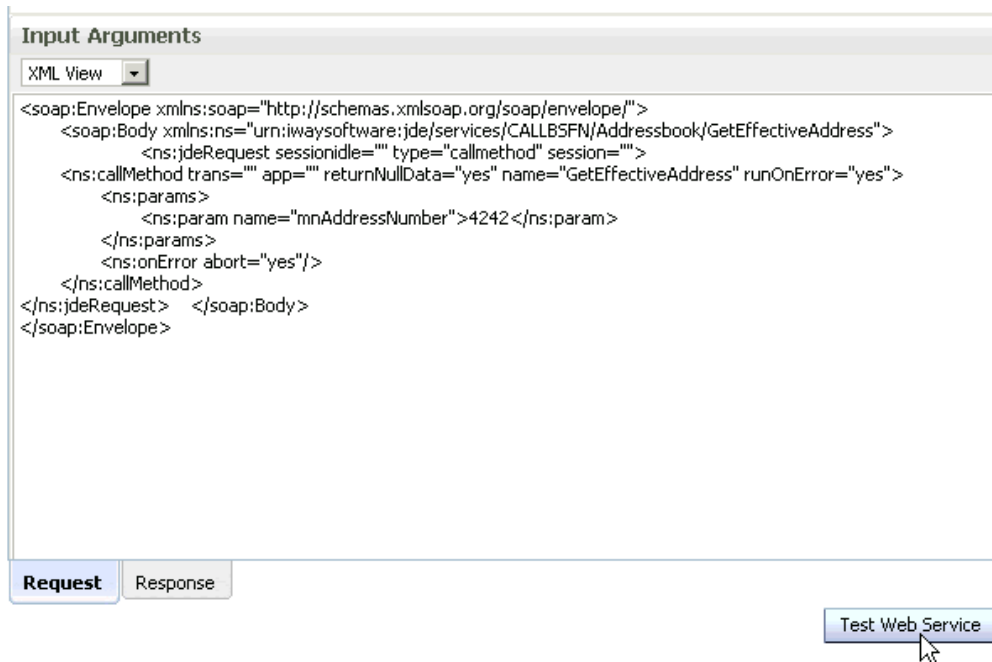 Input Arguments
XML View
<soap:Envelope xmlns:soap="http://schemas.xmlsoap.org/soap/envelope/">
<soap:Body xmlns:ns="urn:iwaysoftware:jde/services/CALLBSFN/Addressbook/GetEffectiveAddress">
<ns:jdeRequest sessionidle="" type="callmethod" session="">
<ns:callMethod trans="" app="" returnNullData="yes" name="GetEffectiveAddress" runOnError="yes">
<ns:params>
<ns:param name="mnAddressNumber">4242</ns:param>
</ns:params>
<ns:onError abort="yes"/>
</ns:callMethod>
</ns:jdeRequest> </soap:Body>
</soap:Envelope>
Request Response
Test Web Service